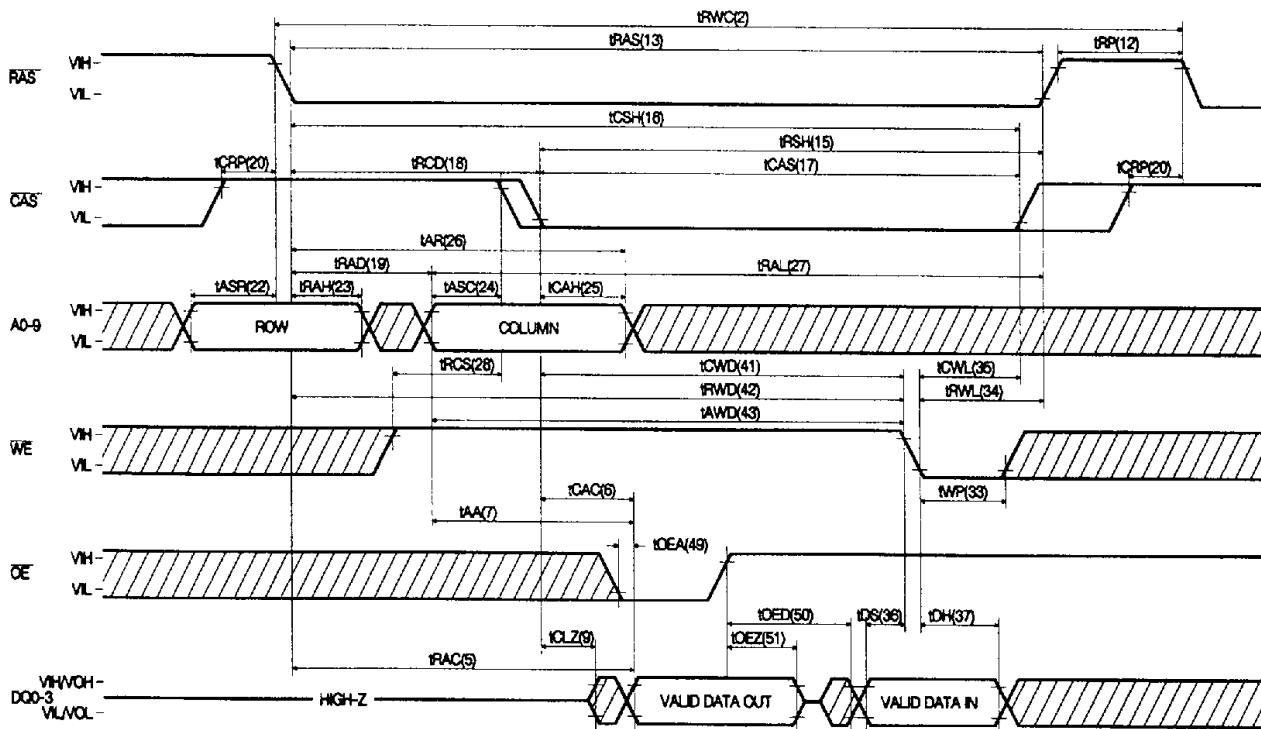 tRWC(2)
tRAS(13)
tRP(12)
RAS
VIH
VIL
tCSH(16)
tRSH(15)
tCRP(20)
tRCD(18)
tCAS(17)
tCRP(20)
CAS
VIH
VIL
tAR(26)
tRAD(19)
tRAL(27)
tASR(22)
tRAH(23)
tASC(24)
tCAH(25)
A0-9
VIH
VIL
ROW
COLUMN
tRCS(28)
tCWD(41)
tCWL(35)
tRWD(42)
tRWL(34)
tAWD(43)
WE
VIH
VIL
tWP(33)
tCAC(6)
tAA(7)
tOEA(49)
OE
VIH
VIL
tOED(50)
tDS(36)
tDH(37)
tCLZ(9)
tOEZ(51)
tRAC(5)
DQ0-3
VIH/VOH
VIL/VOL
HIGH-Z
VALID DATA OUT
VALID DATA IN